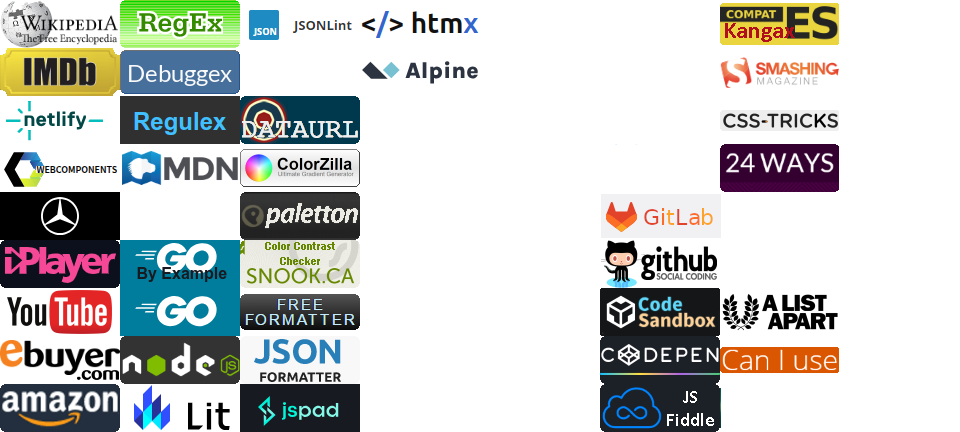 WIKIPEDIA
The Free Encyclopedia
RegEx
JSON
JSONLint
</> htmx
COMPAT
Kangax
ES
IMDb
Debuggex
Alpine
SMASHING
MAGAZINE
netlify
Regulex
DATAURL
CSS-TRICKS
WEBCOMPONENTS
MDN
ColorZilla
Ultimate Gradient Generator
24 WAYS
paletton
GitLab
iPlayer
GO
By Example
Color Contrast
Checker
SNOOK.CA
github
SOCIAL CODING
YouTube
GO
FREE
FORMATTER
Code
Sandbox
A LIST
APART
ebuyer
.com
node
JS
JSON
FORMATTER
CODEPEN
Can I use
amazon
Lit
jspad
JS
Fiddle